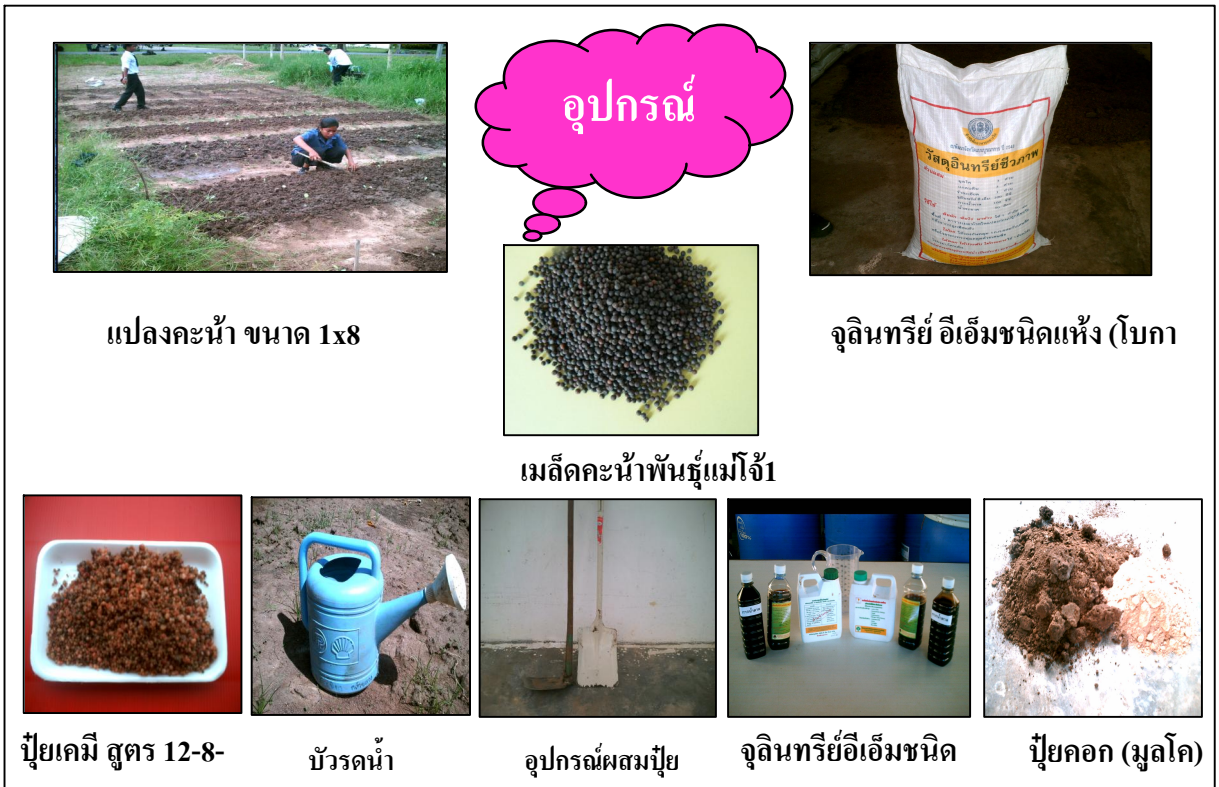 อุปกรณ์
วัสดุอินทรีย์ชีวภาพ
แปลงคะน้า ขนาด 1x8
จุลินทรีย์ อีเอ็มชนิดแห้ง (โบกา
เมล็ดคะน้าพันธุ์แม่โจ้1
ปุ๋ยเคมี สูตร 12-8-
บัวรดน้ำ
อุปกรณ์ผสมปุ๋ย
จุลินทรีย์อีเอ็มชนิด
ปุ๋ยคอก (มูลโค)